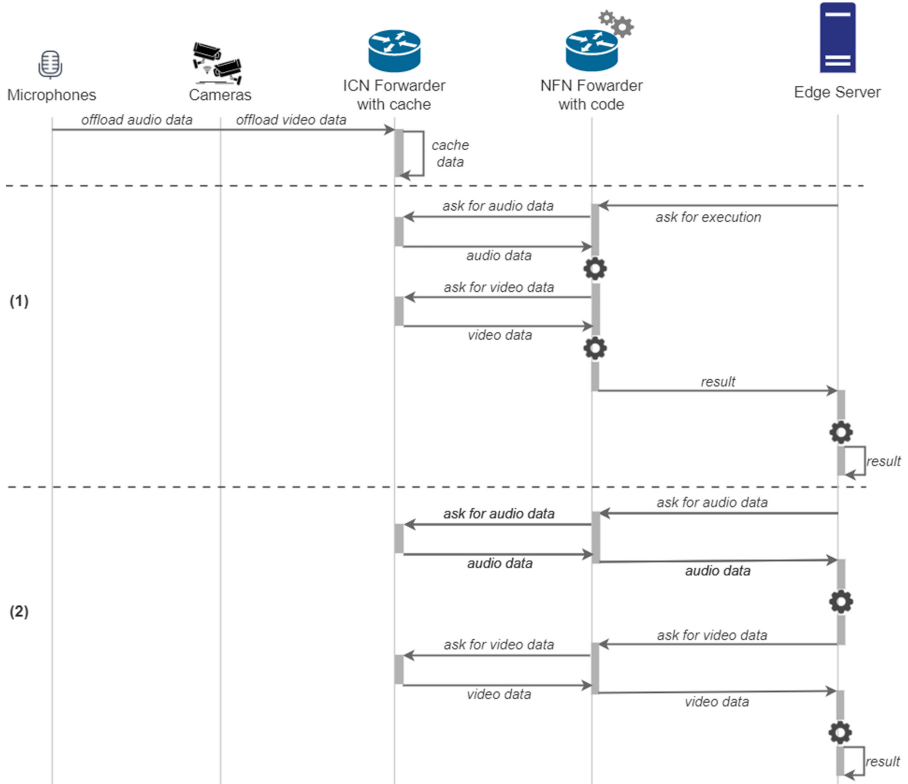 Microphones
Cameras
ICN Forwarder
with cache
NFN Fowarder
with code
Edge Server
offload audio data
offload video data
cache
data
(1)
ask for audio data
ask for execution
audio data
ask for video data
video data
result
result
(2)
ask for audio data
ask for audio data
audio data
audio data
ask for video data
ask for video data
video data
video data
result